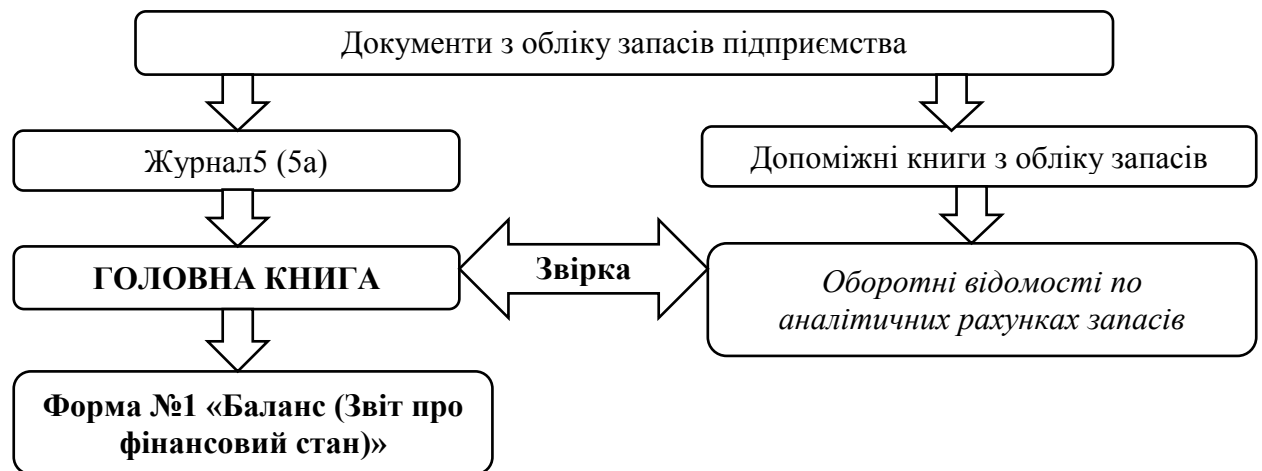 Документи з обліку запасів підприємства
Журнал5 (5а)
Допоміжні книги з обліку запасів
ГОЛОВНА КНИГА
Звірка
Оборотні відомості по
аналітичних рахунках запасів
Форма №1 «Баланс (Звіт про
фінансовий стан)»